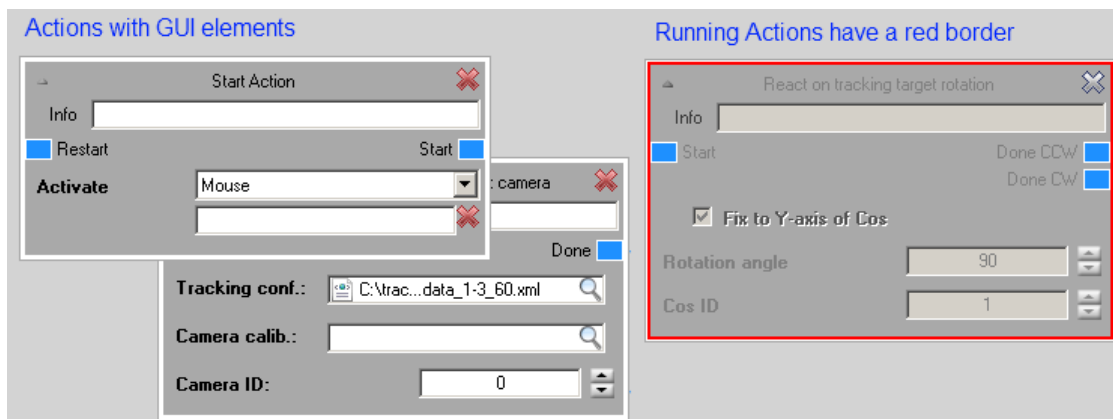 Actions with GUI elements
Start Action
Info
Restart
Start
Activate
Mouse
: camera
Done
Tracking conf.:
C:\trac...data_1-3_60.xml
Camera calib.:
Camera ID:
0
Running Actions have a red border
React on tracking target rotation
Info
Start
Done CCW
Done CW
Fix to Y-axis of Cos
Rotation angle
90
Cos ID
1